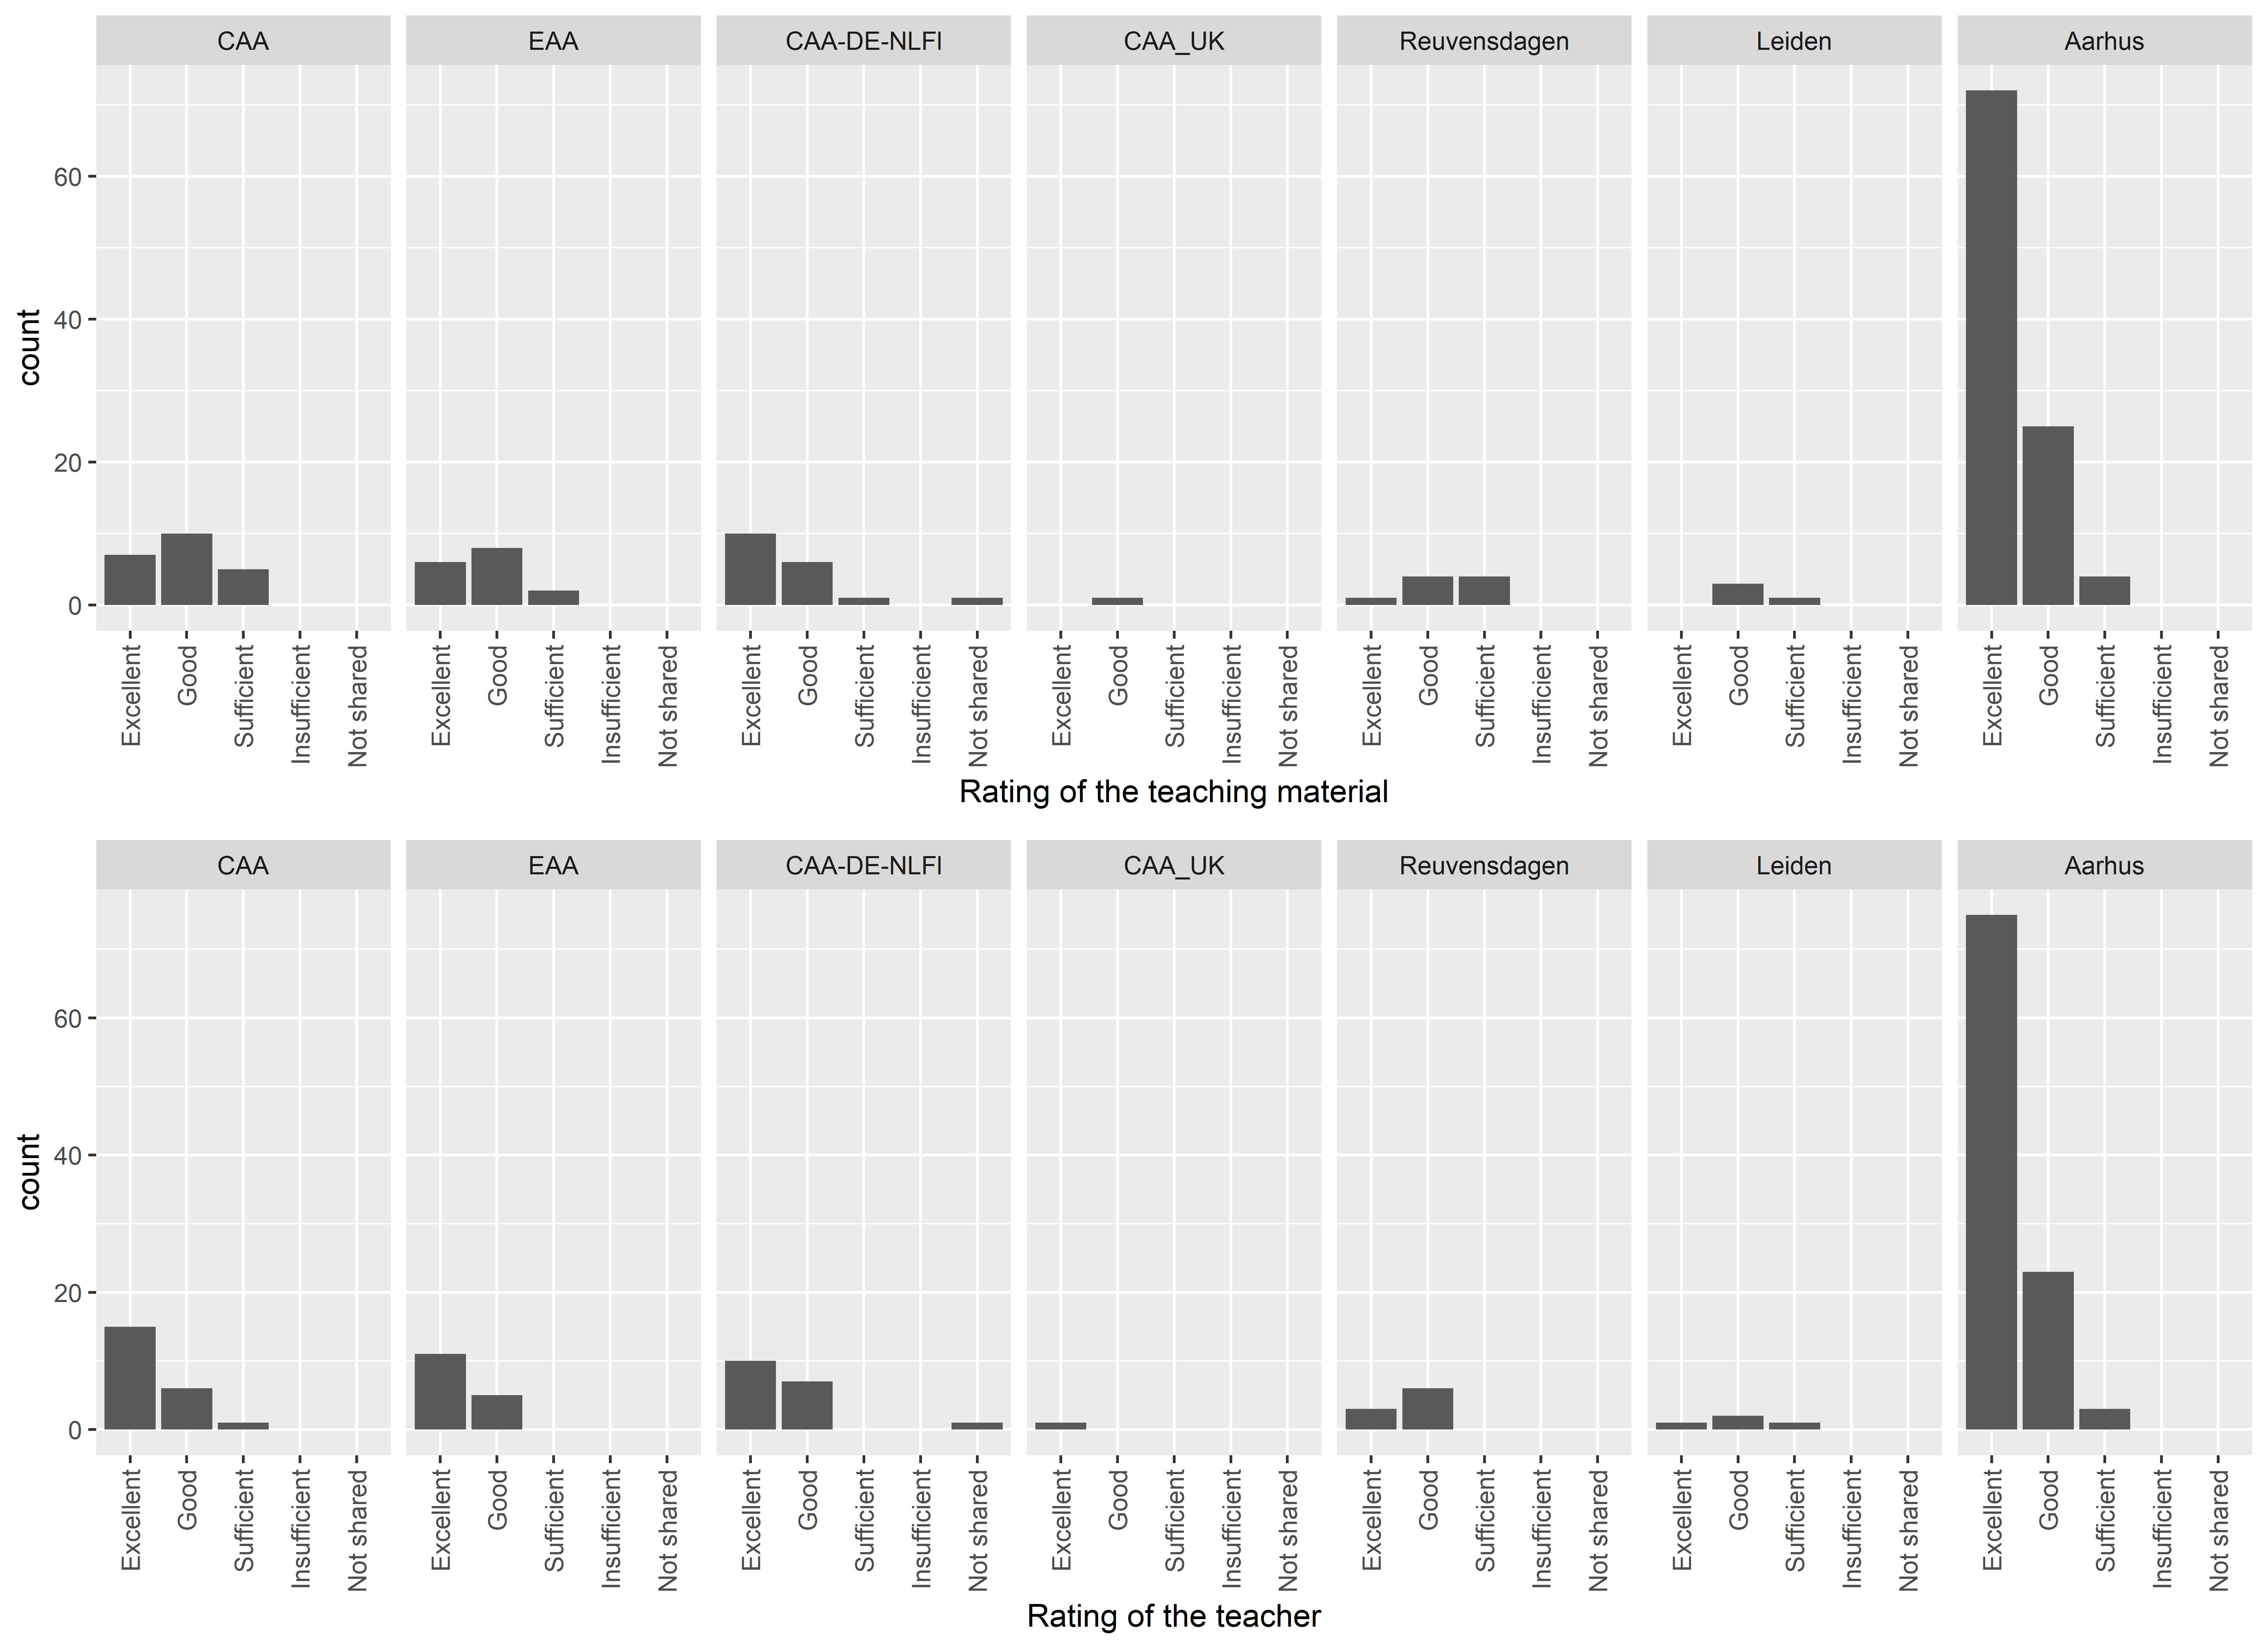 CAA EAA CAA-DE-NLFI CAA_UK Reuvensdagen Leiden Aarhus
count
60
40
20
0
Excellent Good Sufficient Insufficient Not shared Excellent Good Sufficient Insufficient Not shared Excellent Good Sufficient Insufficient Not shared Excellent Good Sufficient Insufficient Not shared Excellent Good Sufficient Insufficient Not shared Excellent Good Sufficient Insufficient Not shared Excellent Good Sufficient Insufficient Not shared
Rating of the teaching material
CAA EAA CAA-DE-NLFI CAA_UK Reuvensdagen Leiden Aarhus
count
60
40
20
0
Excellent Good Sufficient Insufficient Not shared Excellent Good Sufficient Insufficient Not shared Excellent Good Sufficient Insufficient Not shared Excellent Good Sufficient Insufficient Not shared Excellent Good Sufficient Insufficient Not shared Excellent Good Sufficient Insufficient Not shared Excellent Good Sufficient Insufficient Not shared
Rating of the teacher